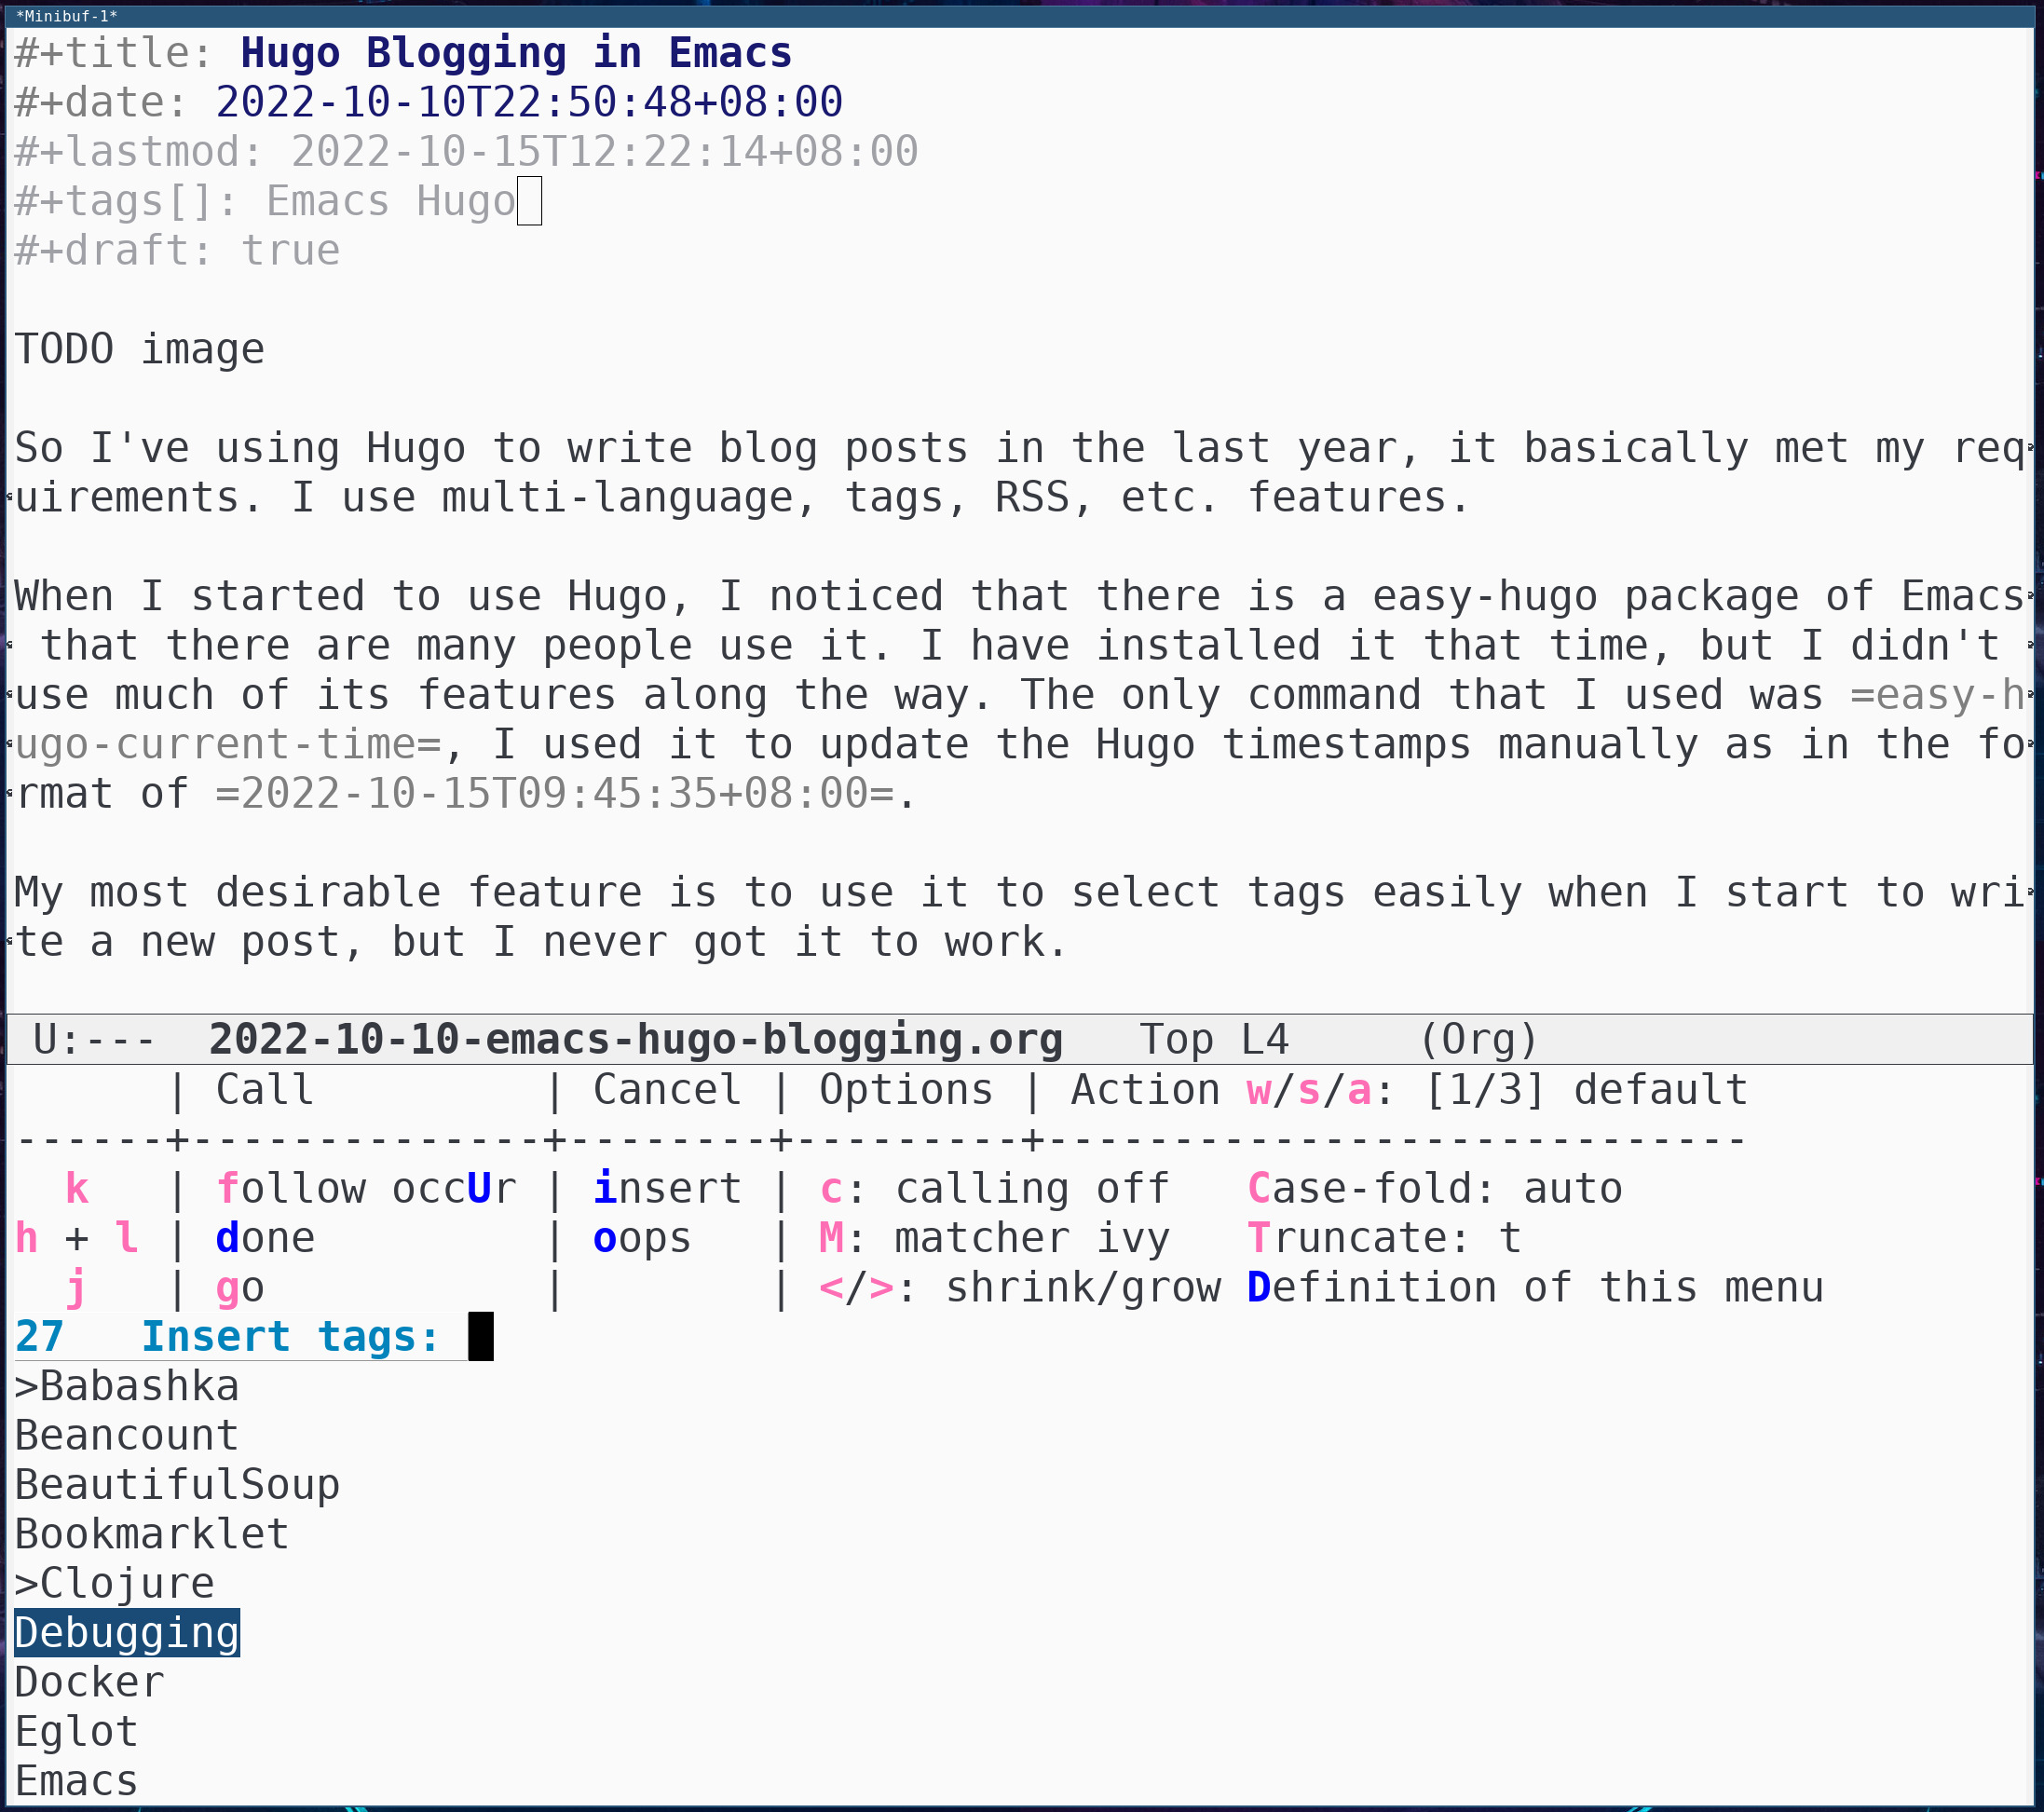 *Minibuf-1*
#+title: Hugo Blogging in Emacs
#+date: 2022-10-10T22:50:48+08:00
#+lastmod: 2022-10-15T12:22:14+08:00
#+tags[]: Emacs Hugo
#+draft: true
TODO image
So I've using Hugo to write blog posts in the last year, it basically met my req
uirements. I use multi-language, tags, RSS, etc. features.
When I started to use Hugo, I noticed that there is a easy-hugo package of Emacs
 that there are many people use it. I have installed it that time, but I didn't
use much of its features along the way. The only command that I used was =easy-h
ugo-current-time=, I used it to update the Hugo timestamps manually as in the fo
rmat of =2022-10-15T09:45:35+08:00=.
My most desirable feature is to use it to select tags easily when I start to wri
te a new post, but I never got it to work.
U:---  2022-10-10-emacs-hugo-blogging.org   Top L4     (Org)
      | Call         | Cancel | Options | Action w/s/a: [1/3] default
------+--------------+--------+---------+----------------------------
  k   | follow occUr | insert | c: calling off   Case-fold: auto
h + l | done         | oops   | M: matcher ivy   Truncate: t
  j   | go           |        | </>: shrink/grow Definition of this menu
27   Insert tags:
>Babashka
Beancount
BeautifulSoup
Bookmarklet
>Clojure
Debugging
Docker
Eglot
Emacs